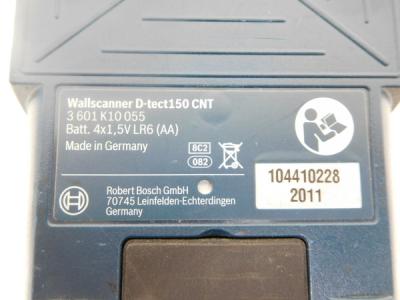 Wallscanner D-tect150 CNT
3 601 K10 055
Batt. 4x1,5V LR6 (AA)
Made in Germany
8C2
082
104410228
2011
Robert Bosch GmbH
70745 Leinfelden-Echterdingen
Germany